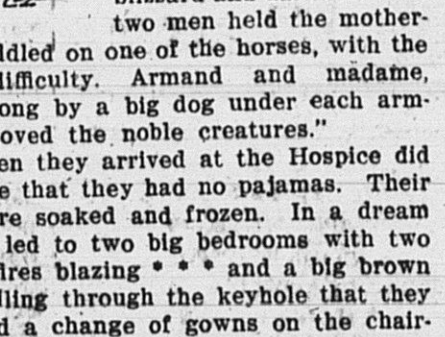 two men held the mother-
ddled on one of the horses, with the
difficulty. Armand and madame,
ong by a big dog under each arm-
oved the noble creatures."
en they arrived at the Hospice did
e that they had no pajamas. Their
re soaked and frozen. In a dream
led to two big bedrooms with two
fires blazing * * * and a big brown
lling through the keyhole that they
d a change of gowns on the chair-